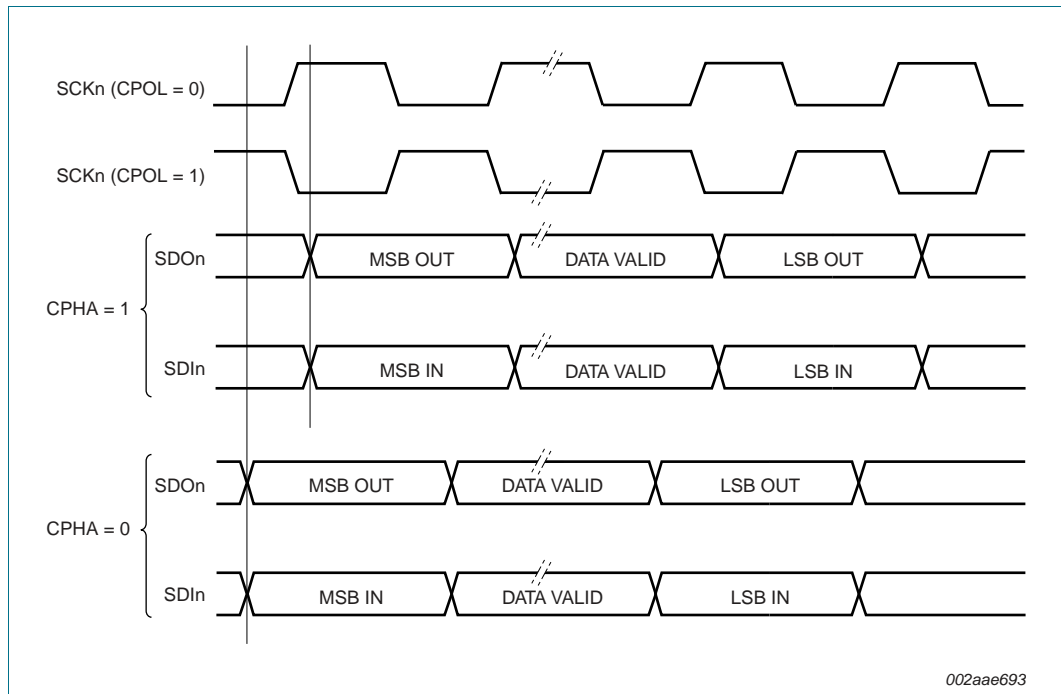 SCKn (CPOL = 0)
SCKn (CPOL = 1)
CPHA = 1
SDOn
MSB OUT
DATA VALID
LSB OUT
SDIn
MSB IN
DATA VALID
LSB IN
CPHA = 0
SDOn
MSB OUT
DATA VALID
LSB OUT
SDIn
MSB IN
DATA VALID
LSB IN
002aae693